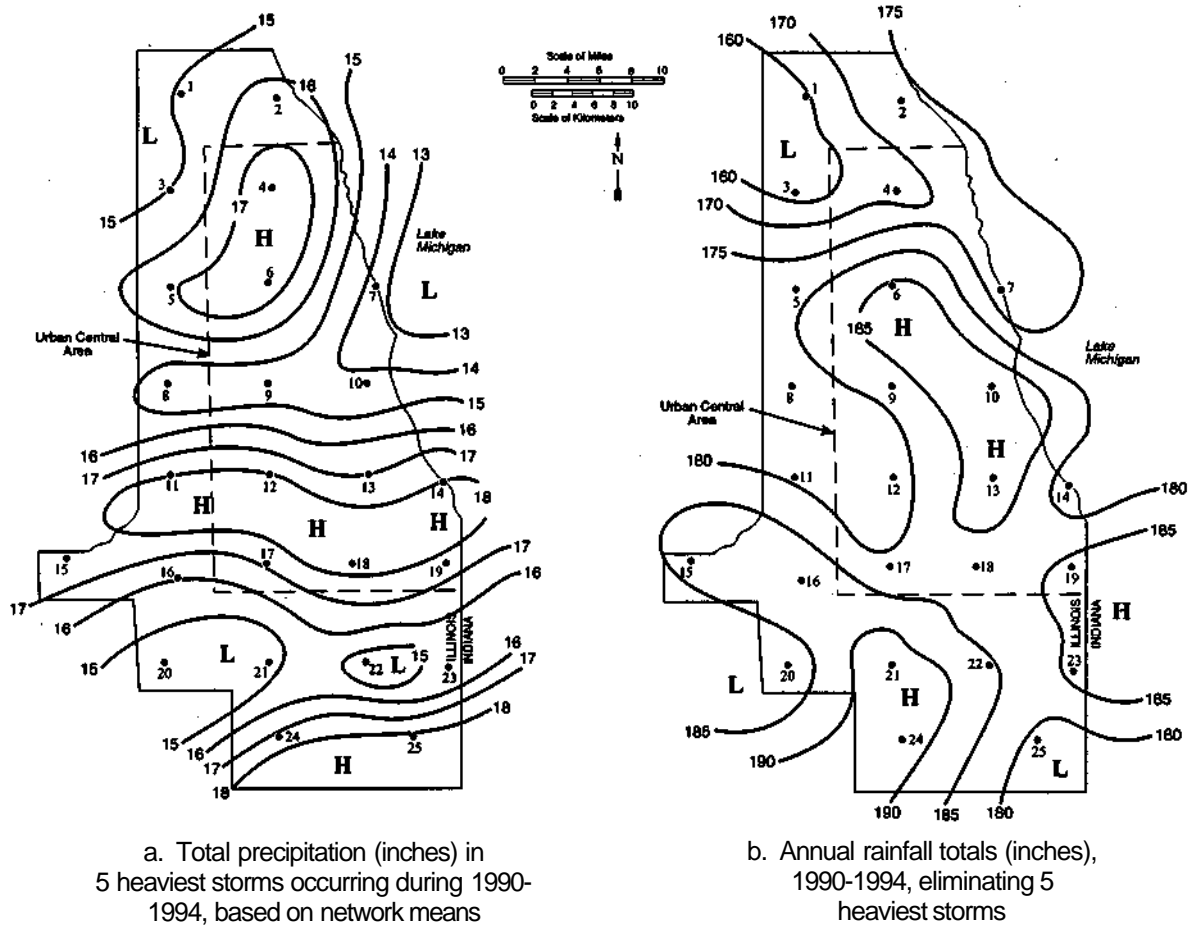 15
16
15
14
13
1
2
L
3
15
4
17
H
6
5
Lake
Michigan
7
L
13
Urban Central
Area
14
8
9
10
15
16
16
17
17
11
12
13
14
18
H
H
H
15
16
17
18
19
17
16
17
16
15
ILLINOIS
INDIANA
L
20
21
22
L
15
23
16
17
18
15
16
17
18
24
25
H
Scale of Miles
0 2 4 6 8 10
0 2 4 6 8 10
Scale of Kilometers
N
160
170
175
1
2
L
160
3
4
170
175
5
6
7
185
H
Lake
Michigan
Urban Central
Area
8
9
10
H
180
11
12
13
14
180
185
15
16
17
18
19
H
ILLINOIS
INDIANA
L
20
21
22
23
H
185
185
190
24
25
L
180
190
185
180
a. Total precipitation (inches) in
5 heaviest storms occurring during 1990-
1994, based on network means
b. Annual rainfall totals (inches),
1990-1994, eliminating 5
heaviest storms